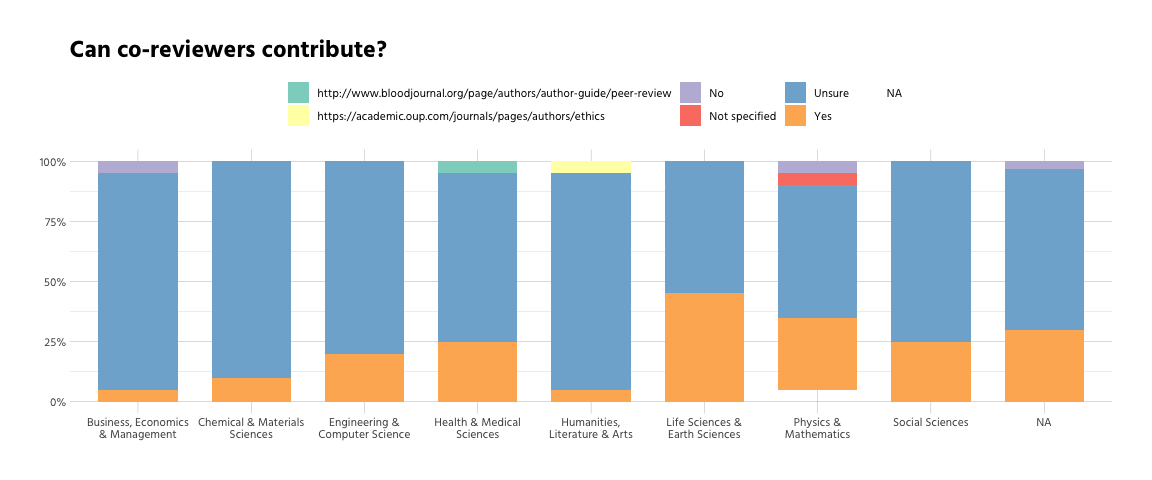 Can co-reviewers contribute?
http://www.bloodjournal.org/page/authors/author-guide/peer-review No Unsure NA
https://academic.oup.com/journals/pages/authors/ethics Not specified Yes
100%
75%
50%
25%
0%
Business, Economics
& Management
Chemical & Materials
Sciences
Engineering &
Computer Science
Health & Medical
Sciences
Humanities,
Literature & Arts
Life Sciences &
Earth Sciences
Physics &
Mathematics
Social Sciences
NA